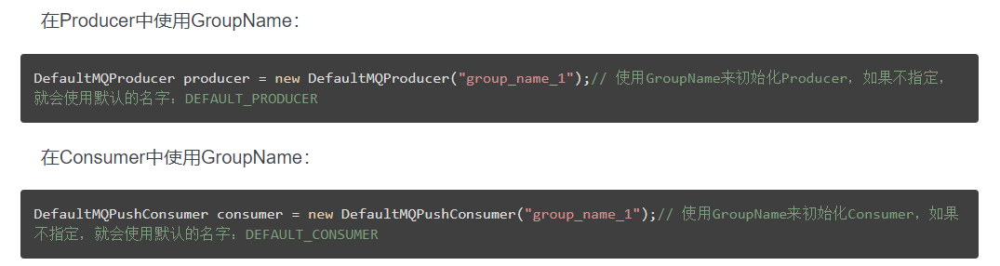 在Producer中使用GroupName：
DefaultMQProducer producer = new DefaultMQProducer("group_name_1");// 使用GroupName来初始化Producer，如果不指定，
就会使用默认的名字：DEFAULT_PRODUCER
在Consumer中使用GroupName：
DefaultMQPushConsumer consumer = new DefaultMQPushConsumer("group_name_1");// 使用GroupName来初始化Consumer，如果
不指定，就会使用默认的名字：DEFAULT_CONSUMER